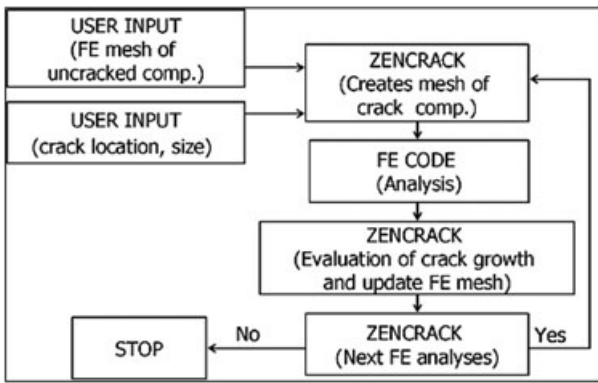 USER INPUT
(FE mesh of
uncracked comp.)
USER INPUT
(crack location, size)
ZENCRACK
(Creates mesh of
crack comp.)
FE CODE
(Analysis)
ZENCRACK
(Evaluation of crack growth
and update FE mesh)
ZENCRACK
(Next FE analyses)
Yes
No
STOP